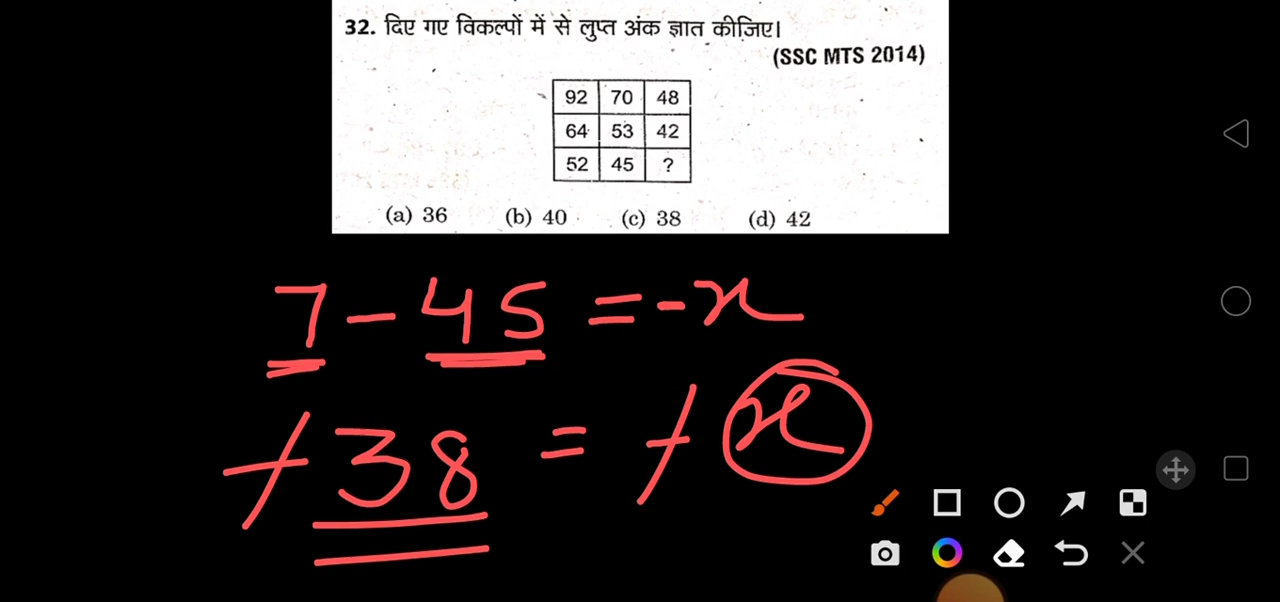 32. दिए गए विकल्पों में से लुप्त अंक ज्ञात कीजिए।
(SSC MTS 2014)
92 70 48
64 53 42
52 45 ?
(a) 36 (b) 40 (c) 38 (d) 42
7 - 45 = - x
+ 38 = + x